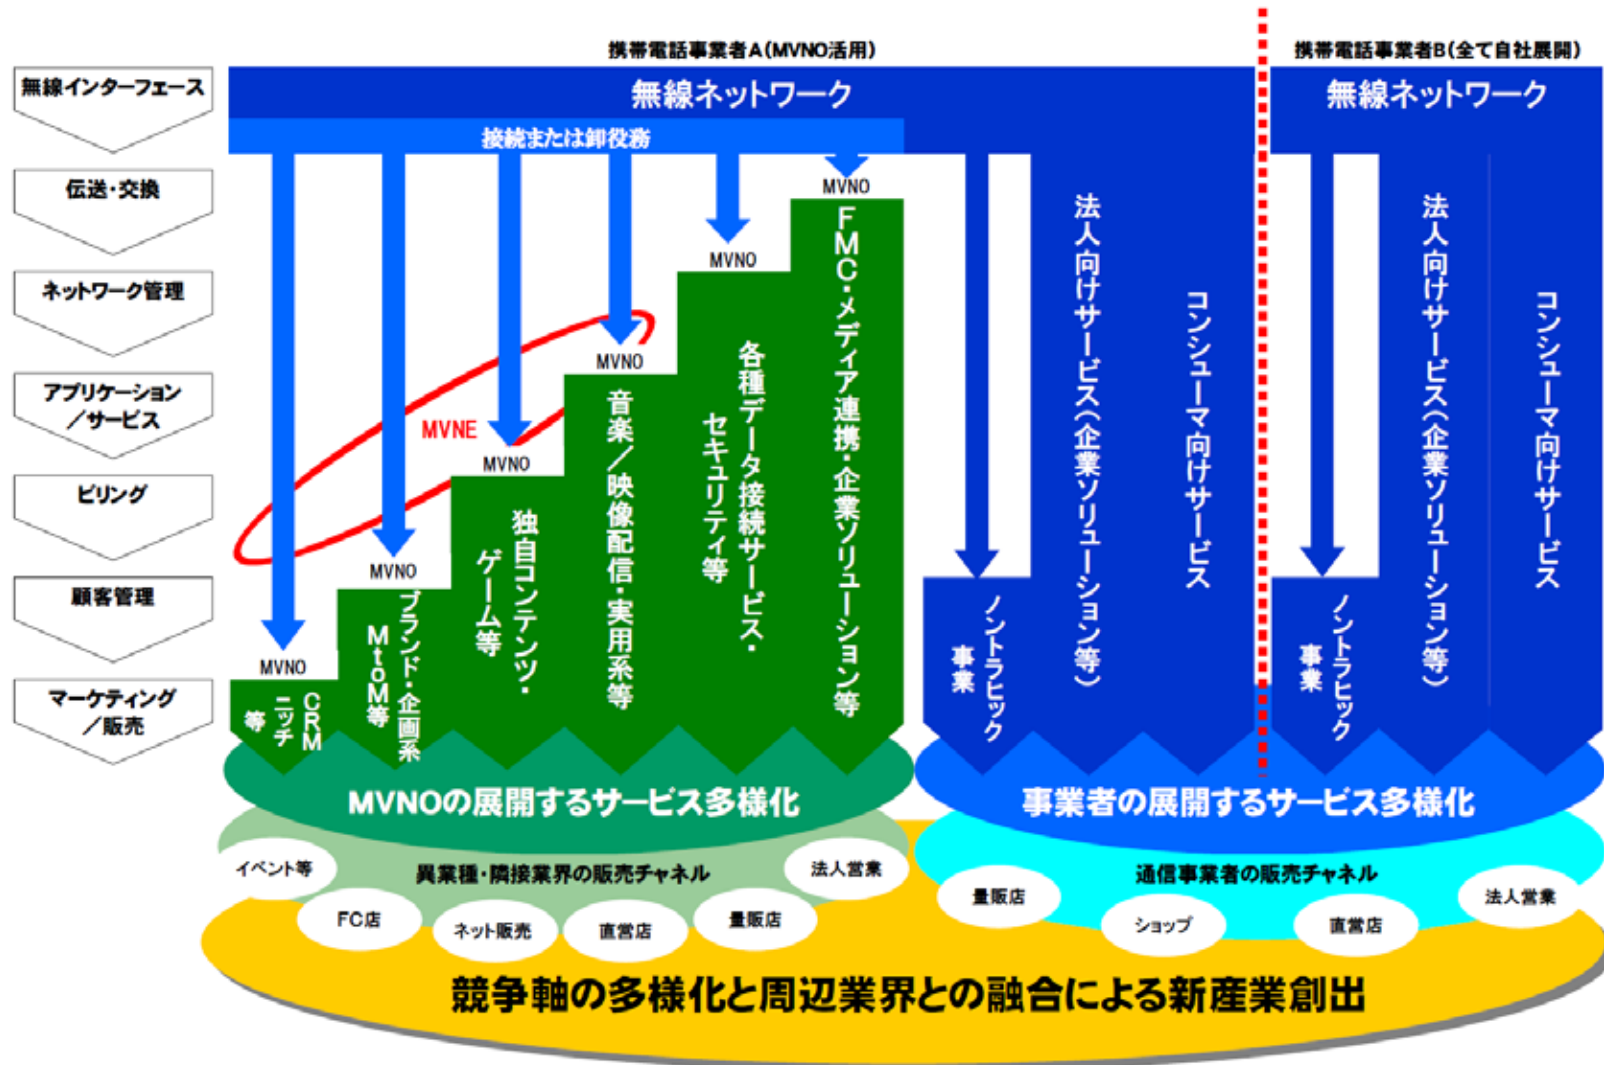 携帯電話事業者A(MVNO活用)
携帯電話事業者B(全て自社展開)
無線インターフェース
伝送・交換
ネットワーク管理
アプリケーション
／サービス
ビリング
顧客管理
マーケティング
／販売
無線ネットワーク
無線ネットワーク
接続または卸役務
MVNO
CRM
ニッチ
等
MVNO
ブランド・企画系
MtoM等
MVNE
MVNO
独自コンテンツ・
ゲーム等
MVNO
音楽／映像配信・実用系等
MVNO
各種データ接続サービス・
セキュリティ等
MVNO
FMC・メディア連携・企業ソリューション等
ノントラヒック
事業
法人向けサービス(企業ソリューション等)
コンシューマ向けサービス
ノントラヒック
事業
法人向けサービス(企業ソリューション等)
コンシューマ向けサービス
MVNOの展開するサービス多様化
事業者の展開するサービス多様化
異業種・隣接業界の販売チャネル
イベント等
FC店
ネット販売
直営店
量販店
法人営業
通信事業者の販売チャネル
量販店
ショップ
直営店
法人営業
競争軸の多様化と周辺業界との融合による新産業創出